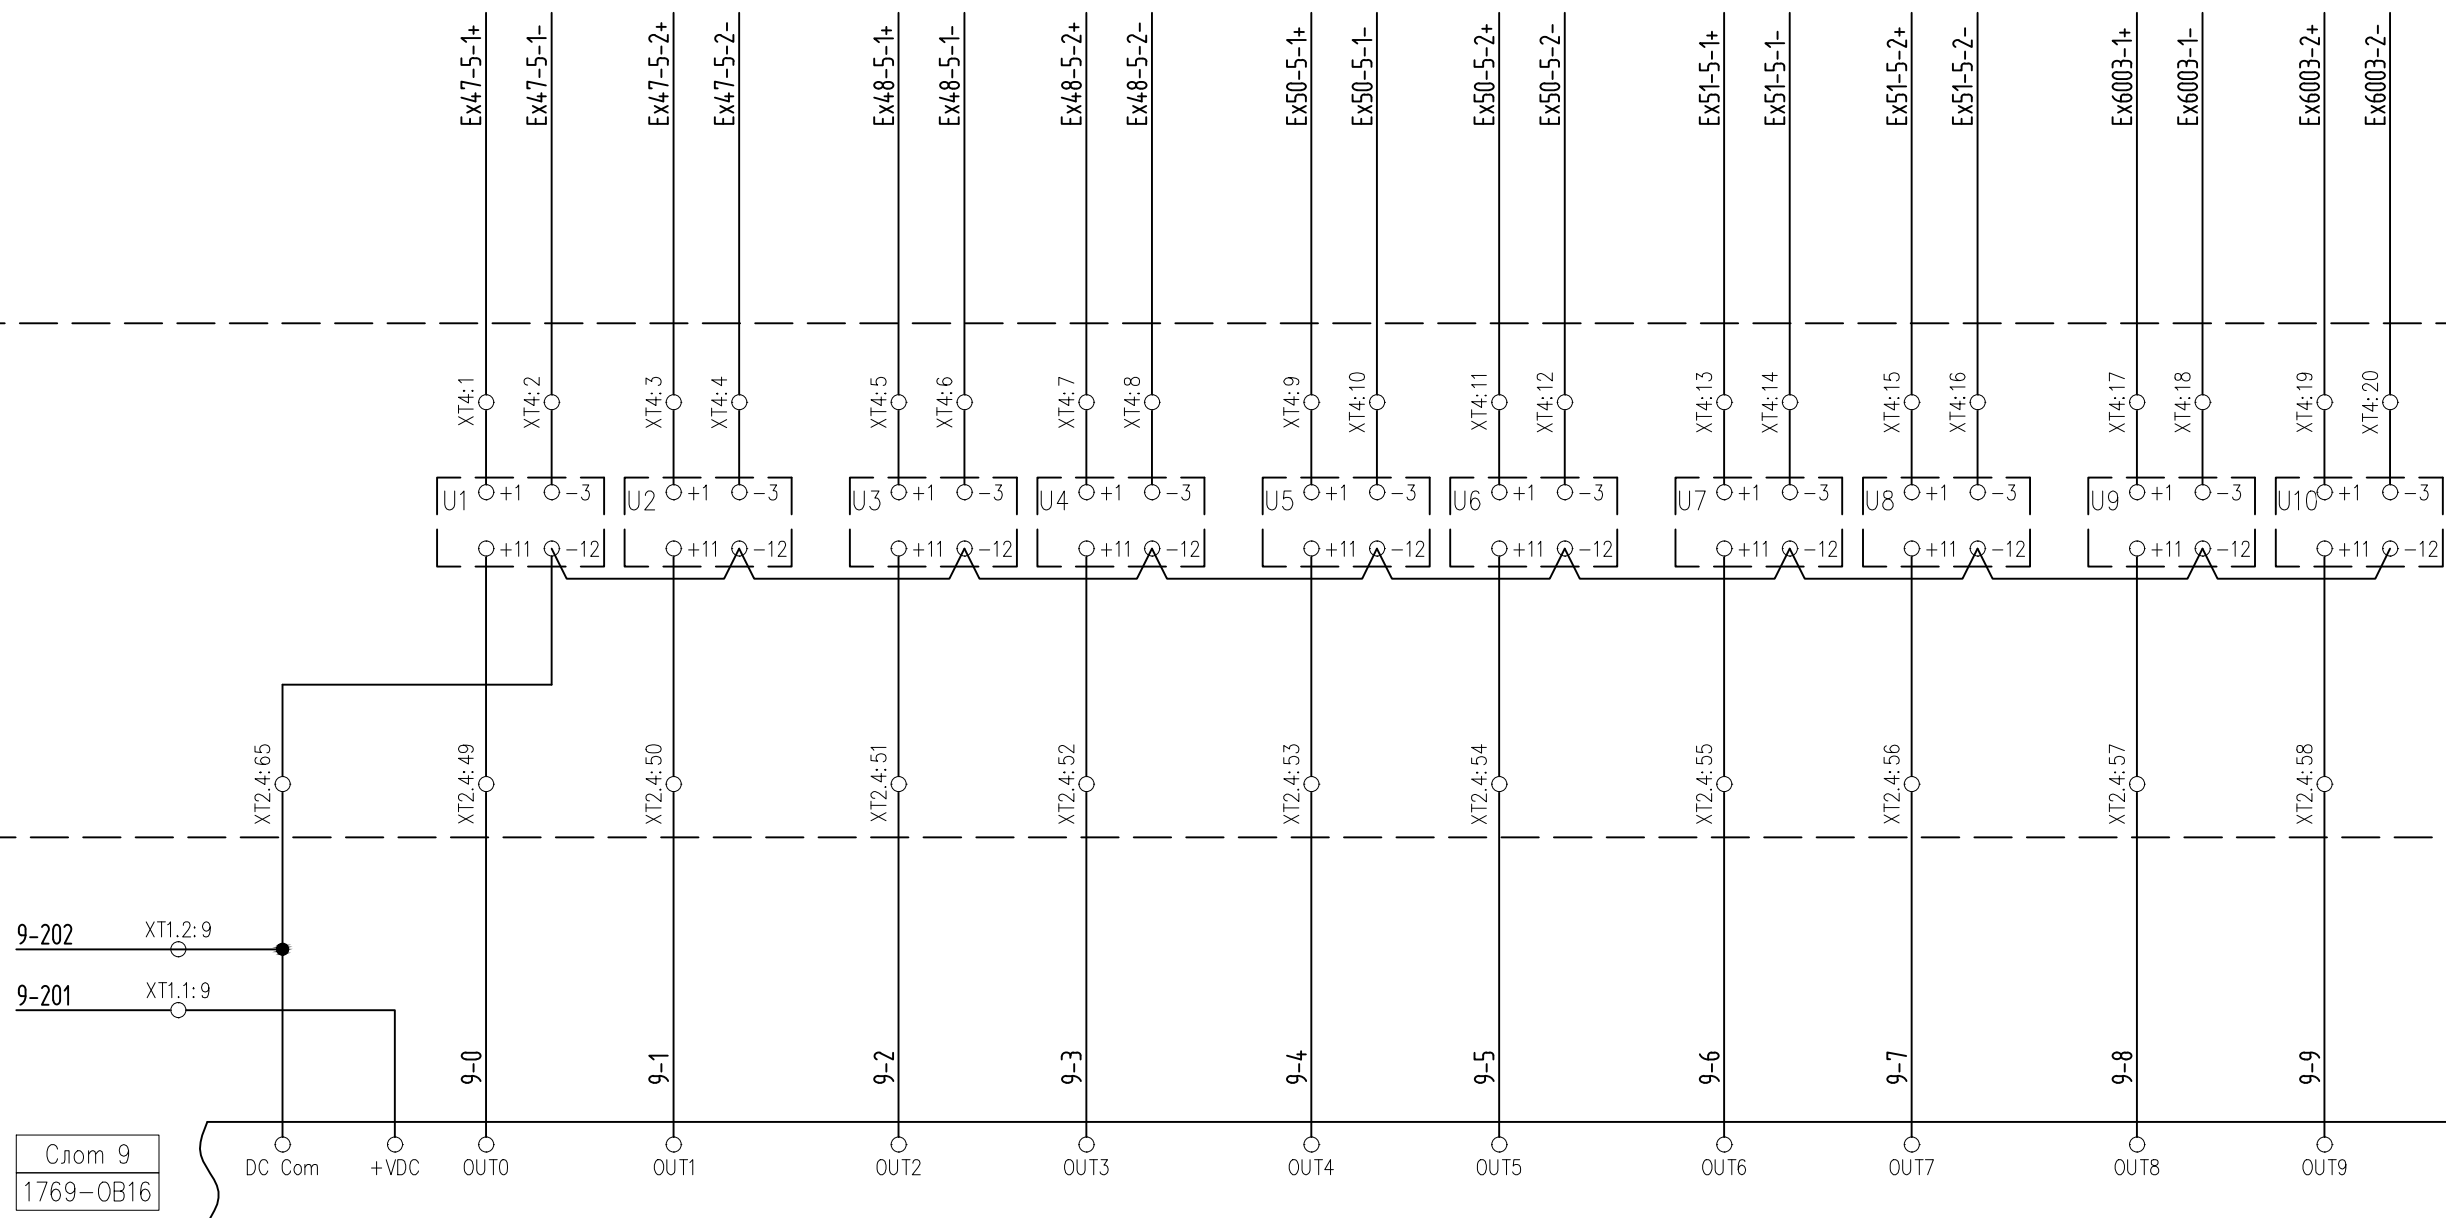 Ex47-5-1+
Ex47-5-1-
Ex47-5-2+
Ex47-5-2-
Ex48-5-1+
Ex48-5-1-
Ex48-5-2+
Ex48-5-2-
Ex50-5-1+
Ex50-5-1-
Ex50-5-2+
Ex50-5-2-
Ex51-5-1+
Ex51-5-1-
Ex51-5-2+
Ex51-5-2-
Ex6003-1+
Ex6003-1-
Ex6003-2+
Ex6003-2-
XT4:1
XT4:2
XT4:3
XT4:4
XT4:5
XT4:6
XT4:7
XT4:8
XT4:9
XT4:10
XT4:11
XT4:12
XT4:13
XT4:14
XT4:15
XT4:16
XT4:17
XT4:18
XT4:19
XT4:20
U1 +1 -3
U2 +1 -3
U3 +1 -3
U4 +1 -3
U5 +1 -3
U6 +1 -3
U7 +1 -3
U8 +1 -3
U9 +1 -3
U10 +1 -3
+11 -12
+11 -12
+11 -12
+11 -12
+11 -12
+11 -12
+11 -12
+11 -12
+11 -12
+11 -12
XT2.4:65
XT2.4:49
XT2.4:50
XT2.4:51
XT2.4:52
XT2.4:53
XT2.4:54
XT2.4:55
XT2.4:56
XT2.4:57
XT2.4:58
9-202 XT1.2:9
9-201 XT1.1:9
9-0
9-1
9-2
9-3
9-4
9-5
9-6
9-7
9-8
9-9
Слот 9
1769-OB16
DC Com
+VDC
OUT0
OUT1
OUT2
OUT3
OUT4
OUT5
OUT6
OUT7
OUT8
OUT9